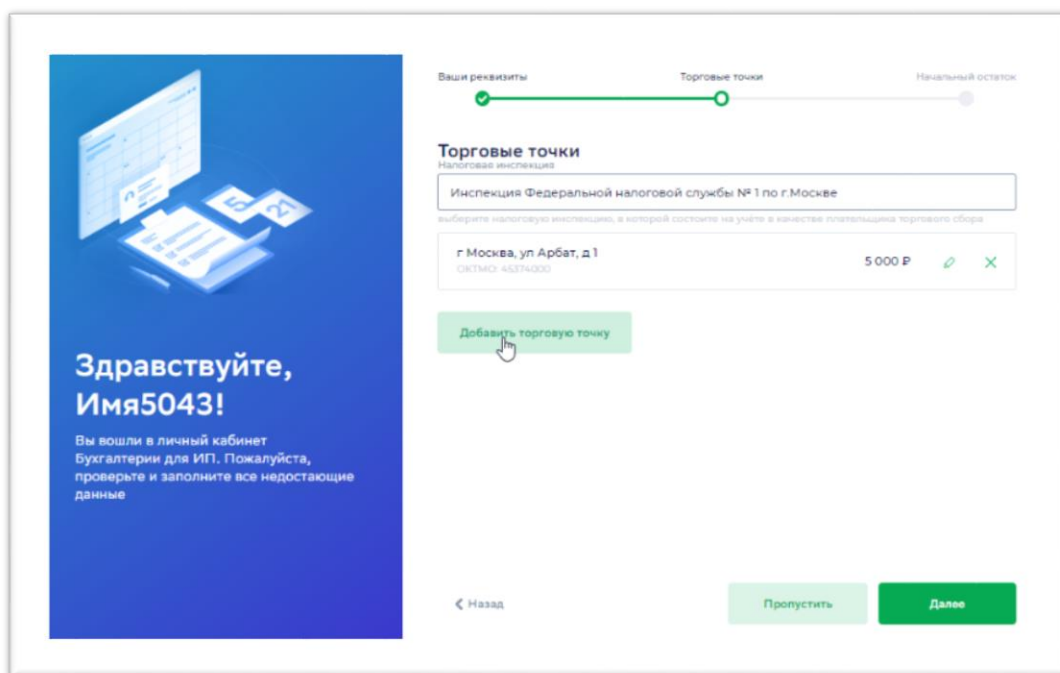 Здравствуйте,
Имя5043!
Вы вошли в личный кабинет
Бухгалтерии для ИП. Пожалуйста,
проверьте и заполните все недостающие
данные
5 21
Ваши реквизиты
Торговые точки
Начальный остаток
Торговые точки
Налоговая инспекция
Инспекция Федеральной налоговой службы № 1 по г.Москве
выберите налоговую инспекцию, в которой состоите на учёте в качестве плательщика торгового сбора
г Москва, ул Арбат, д 1
5 000 ₽
ОКТМО: 45374000
Добавить торговую точку
Назад
Пропустить
Далее